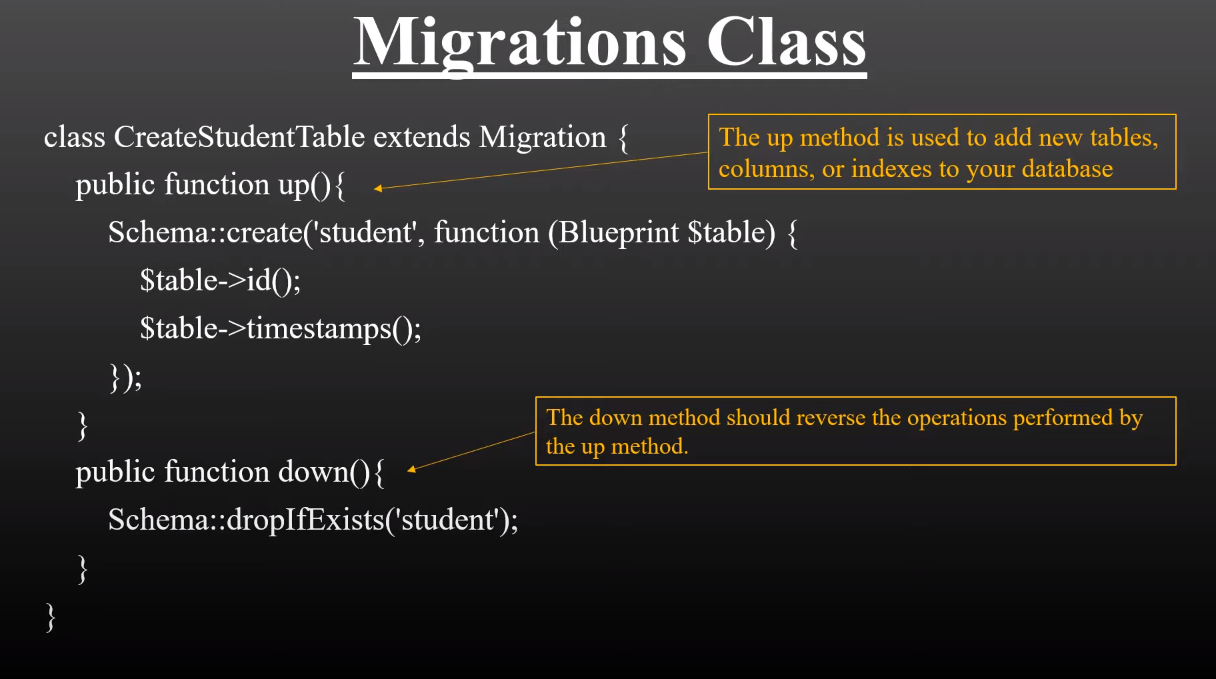 Migrations Class
class CreateStudentTable extends Migration {
The up method is used to add new tables,
columns, or indexes to your database
public function up(){
Schema::create('student', function (Blueprint $table) {
$table->id();
$table->timestamps();
});
}
The down method should reverse the operations performed by
the up method.
public function down(){
Schema::dropIfExists('student');
}
}